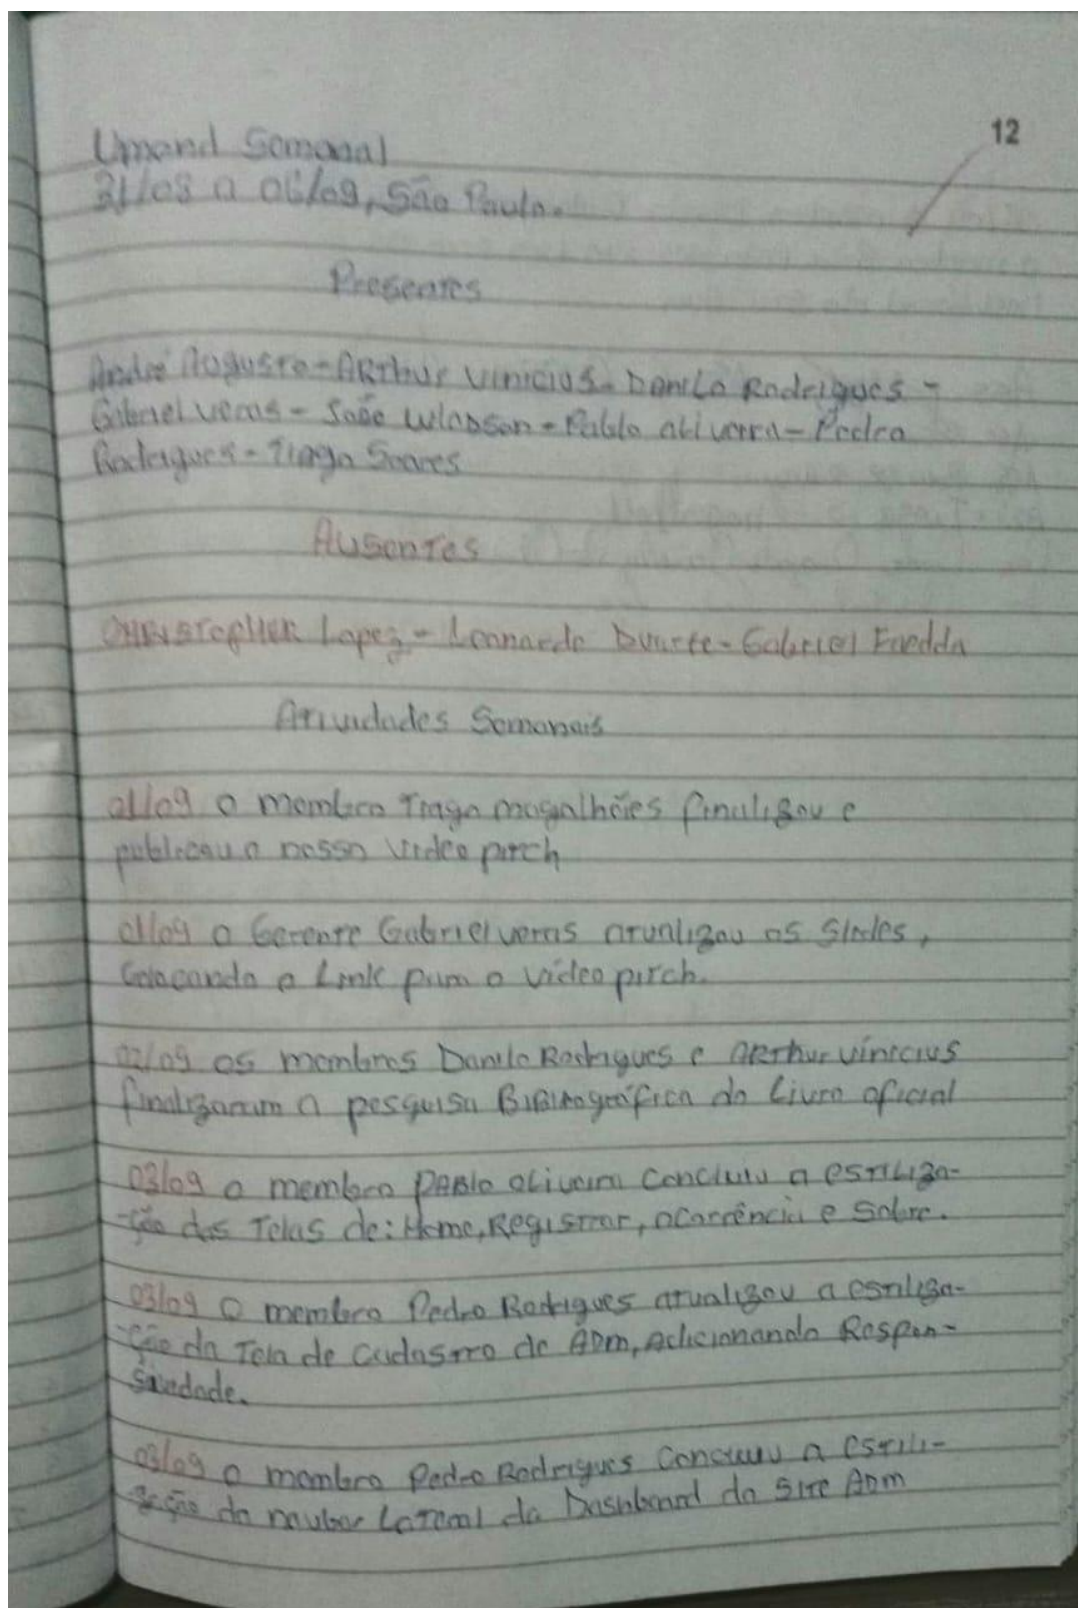 12
Umand Semanal
31/08 a 06/09, São Paulo.
Presentes
André Augusto - ARThur Vinicius - Danilo Rodrigues -
Gabriel veras - João Wladson - Pablo oliveira - Pedro
Rodrigues - Tiago Soares
Ausentes
CHRISTOPHER Lopez - Leonardo Duarte - Gabriel Faedda
Atividades Semanais
01/09 o membro Tiago magalhães finalizou e
publicou o nosso Video pitch
01/09 o Gerente Gabriel veras atualizou os Slides,
Colocando o Link para o video pitch.
02/09 os membros Danilo Rodrigues e ARThur vinicius
finalizaram a pesquisa Bibliográfica do Livro oficial
03/09 o membro PABlo oliveira Concluiu a estiliza-
-ção das Telas de: Home, Registrar, ocorrência e Sobre.
03/09 O membro Pedro Rodrigues atualizou a estiliza-
-ção da Tela de Cadastro de ADM, Adicionando Respon-
sividade.
03/09 o membro Pedro Rodrigues Concluiu a estili-
zação da navbar Lateral da Dashboard do Site ADM